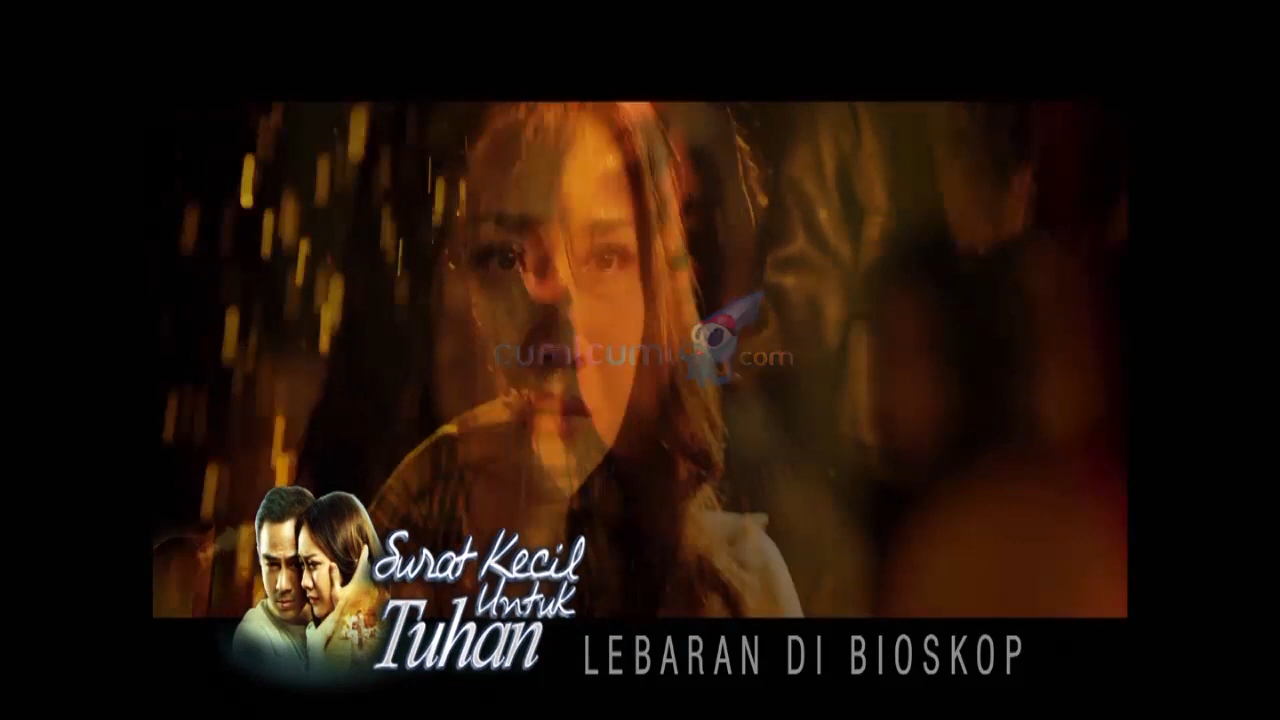 cumicumi.com
Surat Kecil
Untuk
Tuhan
LEBARAN DI BIOSKOP